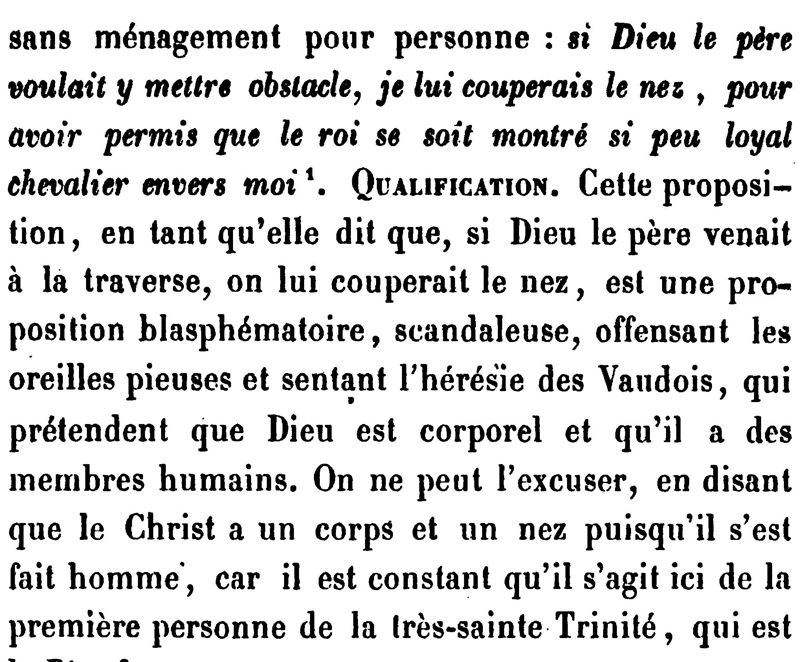 sans ménagement pour personne : si Dieu le père
voulait y mettre obstacle, je lui couperais le nez, pour
avoir permis que le roi se soit montré si peu loyal
chevalier envers moi¹. QUALIFICATION. Cette proposi-
tion, en tant qu'elle dit que, si Dieu le père venait
à la traverse, on lui couperait le nez, est une pro-
position blasphématoire, scandaleuse, offensant les
oreilles pieuses et sentant l'hérésie des Vaudois, qui
prétendent que Dieu est corporel et qu'il a des
membres humains. On ne peut l'excuser, en disant
que le Christ a un corps et un nez puisqu'il s'est
fait homme, car il est constant qu'il s'agit ici de la
première personne de la très-sainte Trinité, qui est